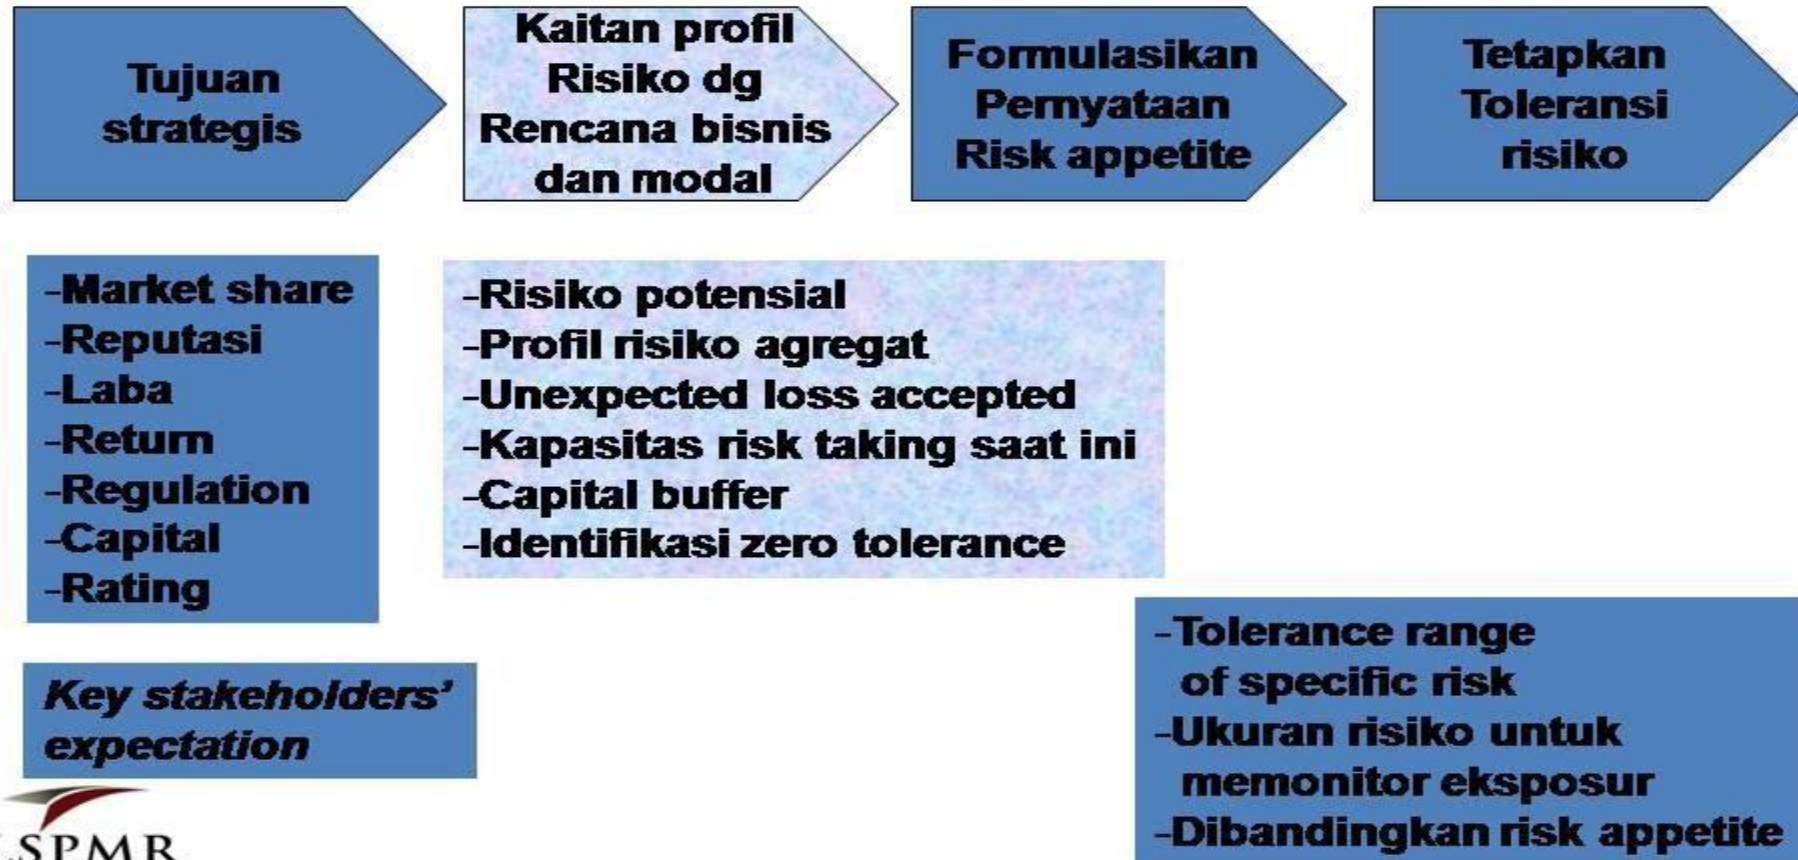 Tujuan
strategis
Kaitan profil
Risiko dg
Rencana bisnis
dan modal
Formulasikan
Pernyataan
Risk appetite
Tetapkan
Toleransi
risiko
-Market share
-Reputasi
-Laba
-Return
-Regulation
-Capital
-Rating
-Risiko potensial
-Profil risiko agregat
-Unexpected loss accepted
-Kapasitas risk taking saat ini
-Capital buffer
-Identifikasi zero tolerance
Key stakeholders’
expectation
-Tolerance range
of specific risk
-Ukuran risiko untuk
memonitor eksposur
-Dibandingkan risk appetite
SPMR